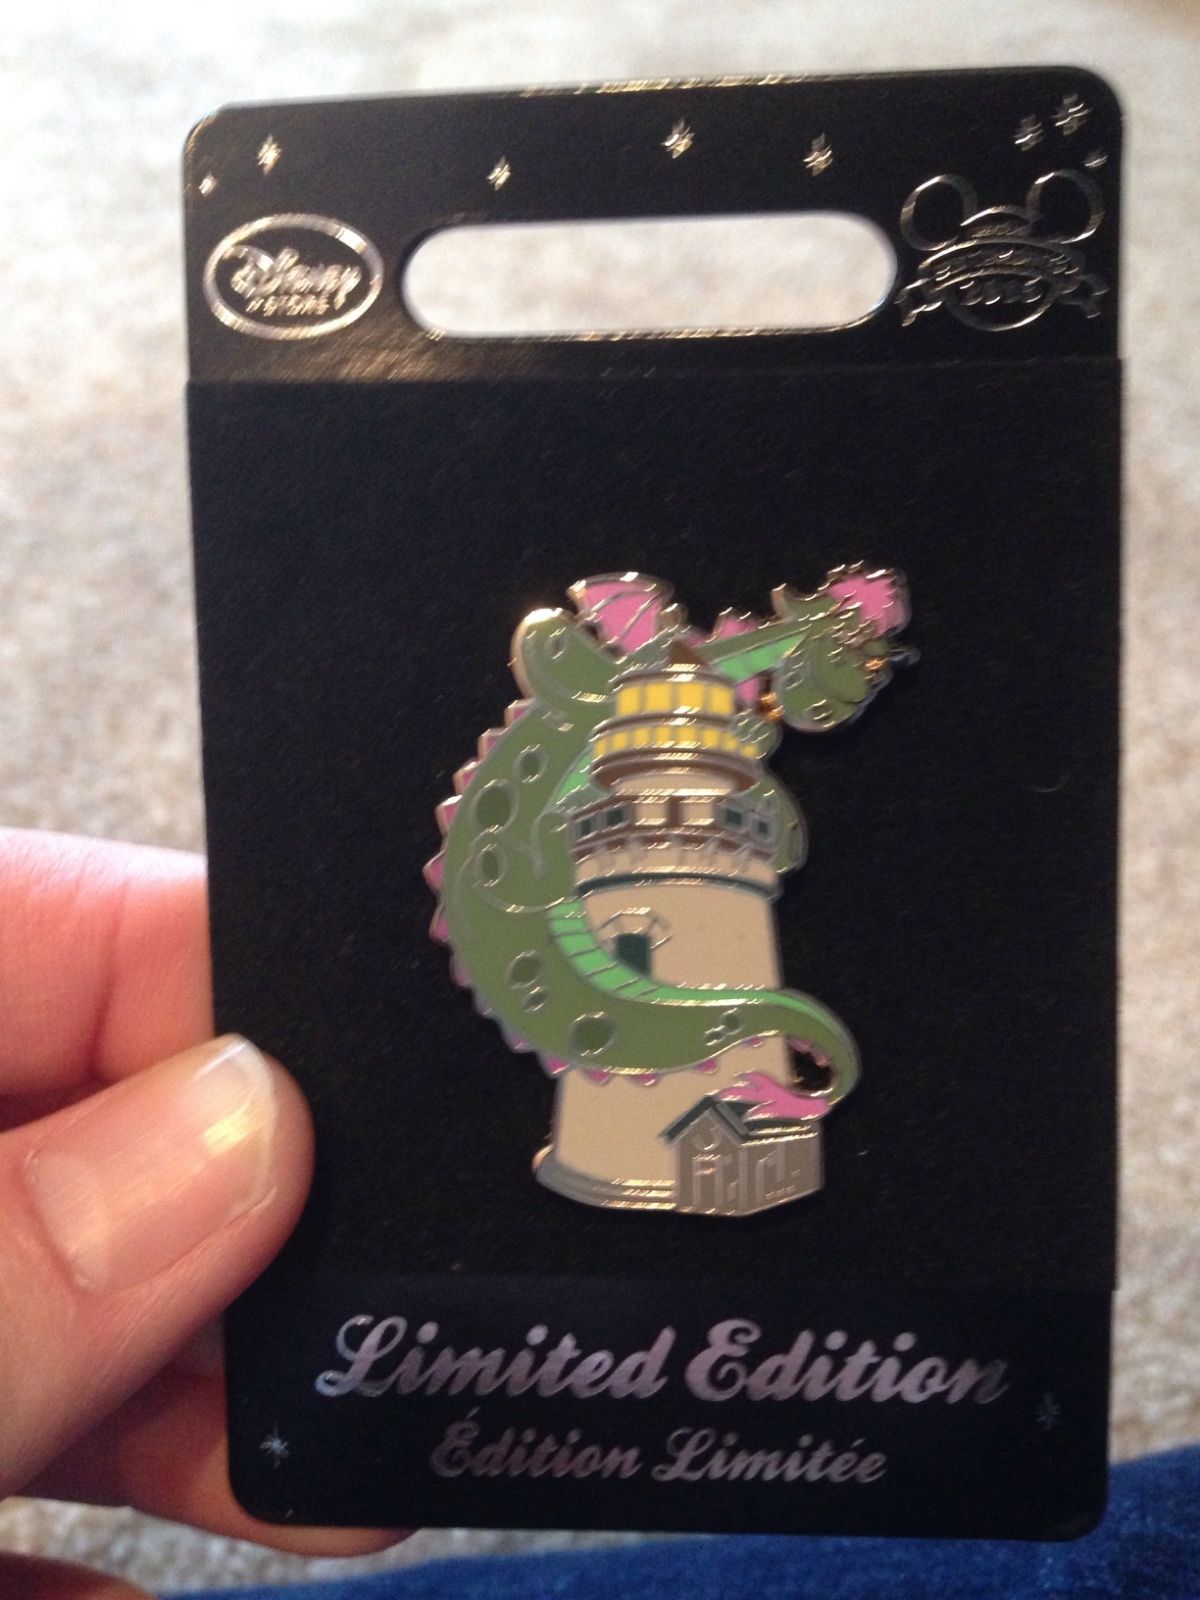 Disney
STORE
Limited Edition
Édition Limitée